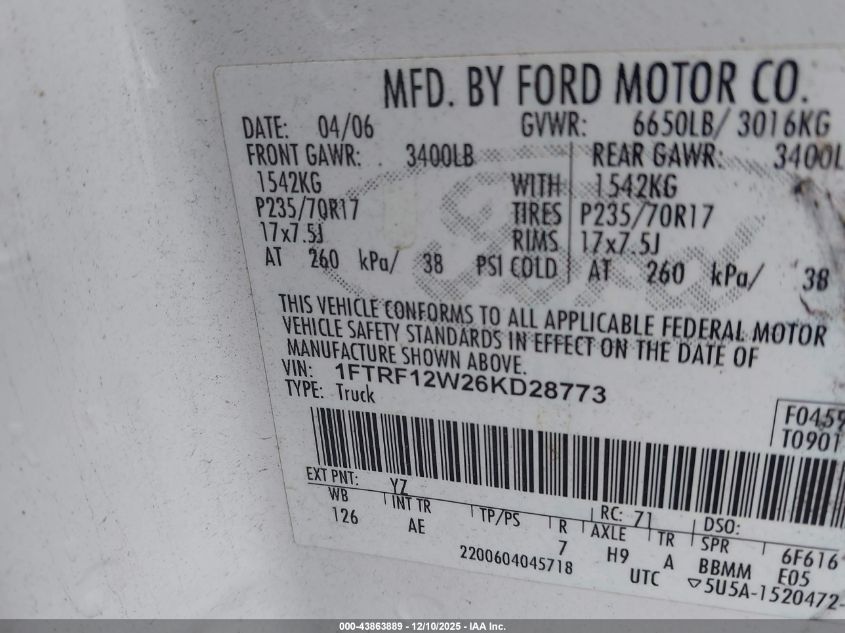 MFD. BY FORD MOTOR CO.
DATE: 04/06 GVWR: 6650LB/ 3016KG
FRONT GAWR: 3400LB REAR GAWR: 3400L
1542KG WITH 1542KG
P235/70R17 TIRES P235/70R17
17x7.5J RIMS 17x7.5J
AT 260 kPa/ 38 PSI COLD AT 260 kPa/ 38
THIS VEHICLE CONFORMS TO ALL APPLICABLE FEDERAL MOTOR
VEHICLE SAFETY STANDARDS IN EFFECT ON THE DATE OF
MANUFACTURE SHOWN ABOVE.
VIN: 1FTRF12W26KD28773
TYPE: Truck
F0459
T0901
EXT PNT: YZ RC: 71 DSO:
WB INT TR TP/PS R AXLE TR SPR 6F616
126 AE 7 H9 A BBMM E05
2200604045718 UTC ▽5U5A-1520472-
000-43863889 - 12/10/2025 - IAA Inc.